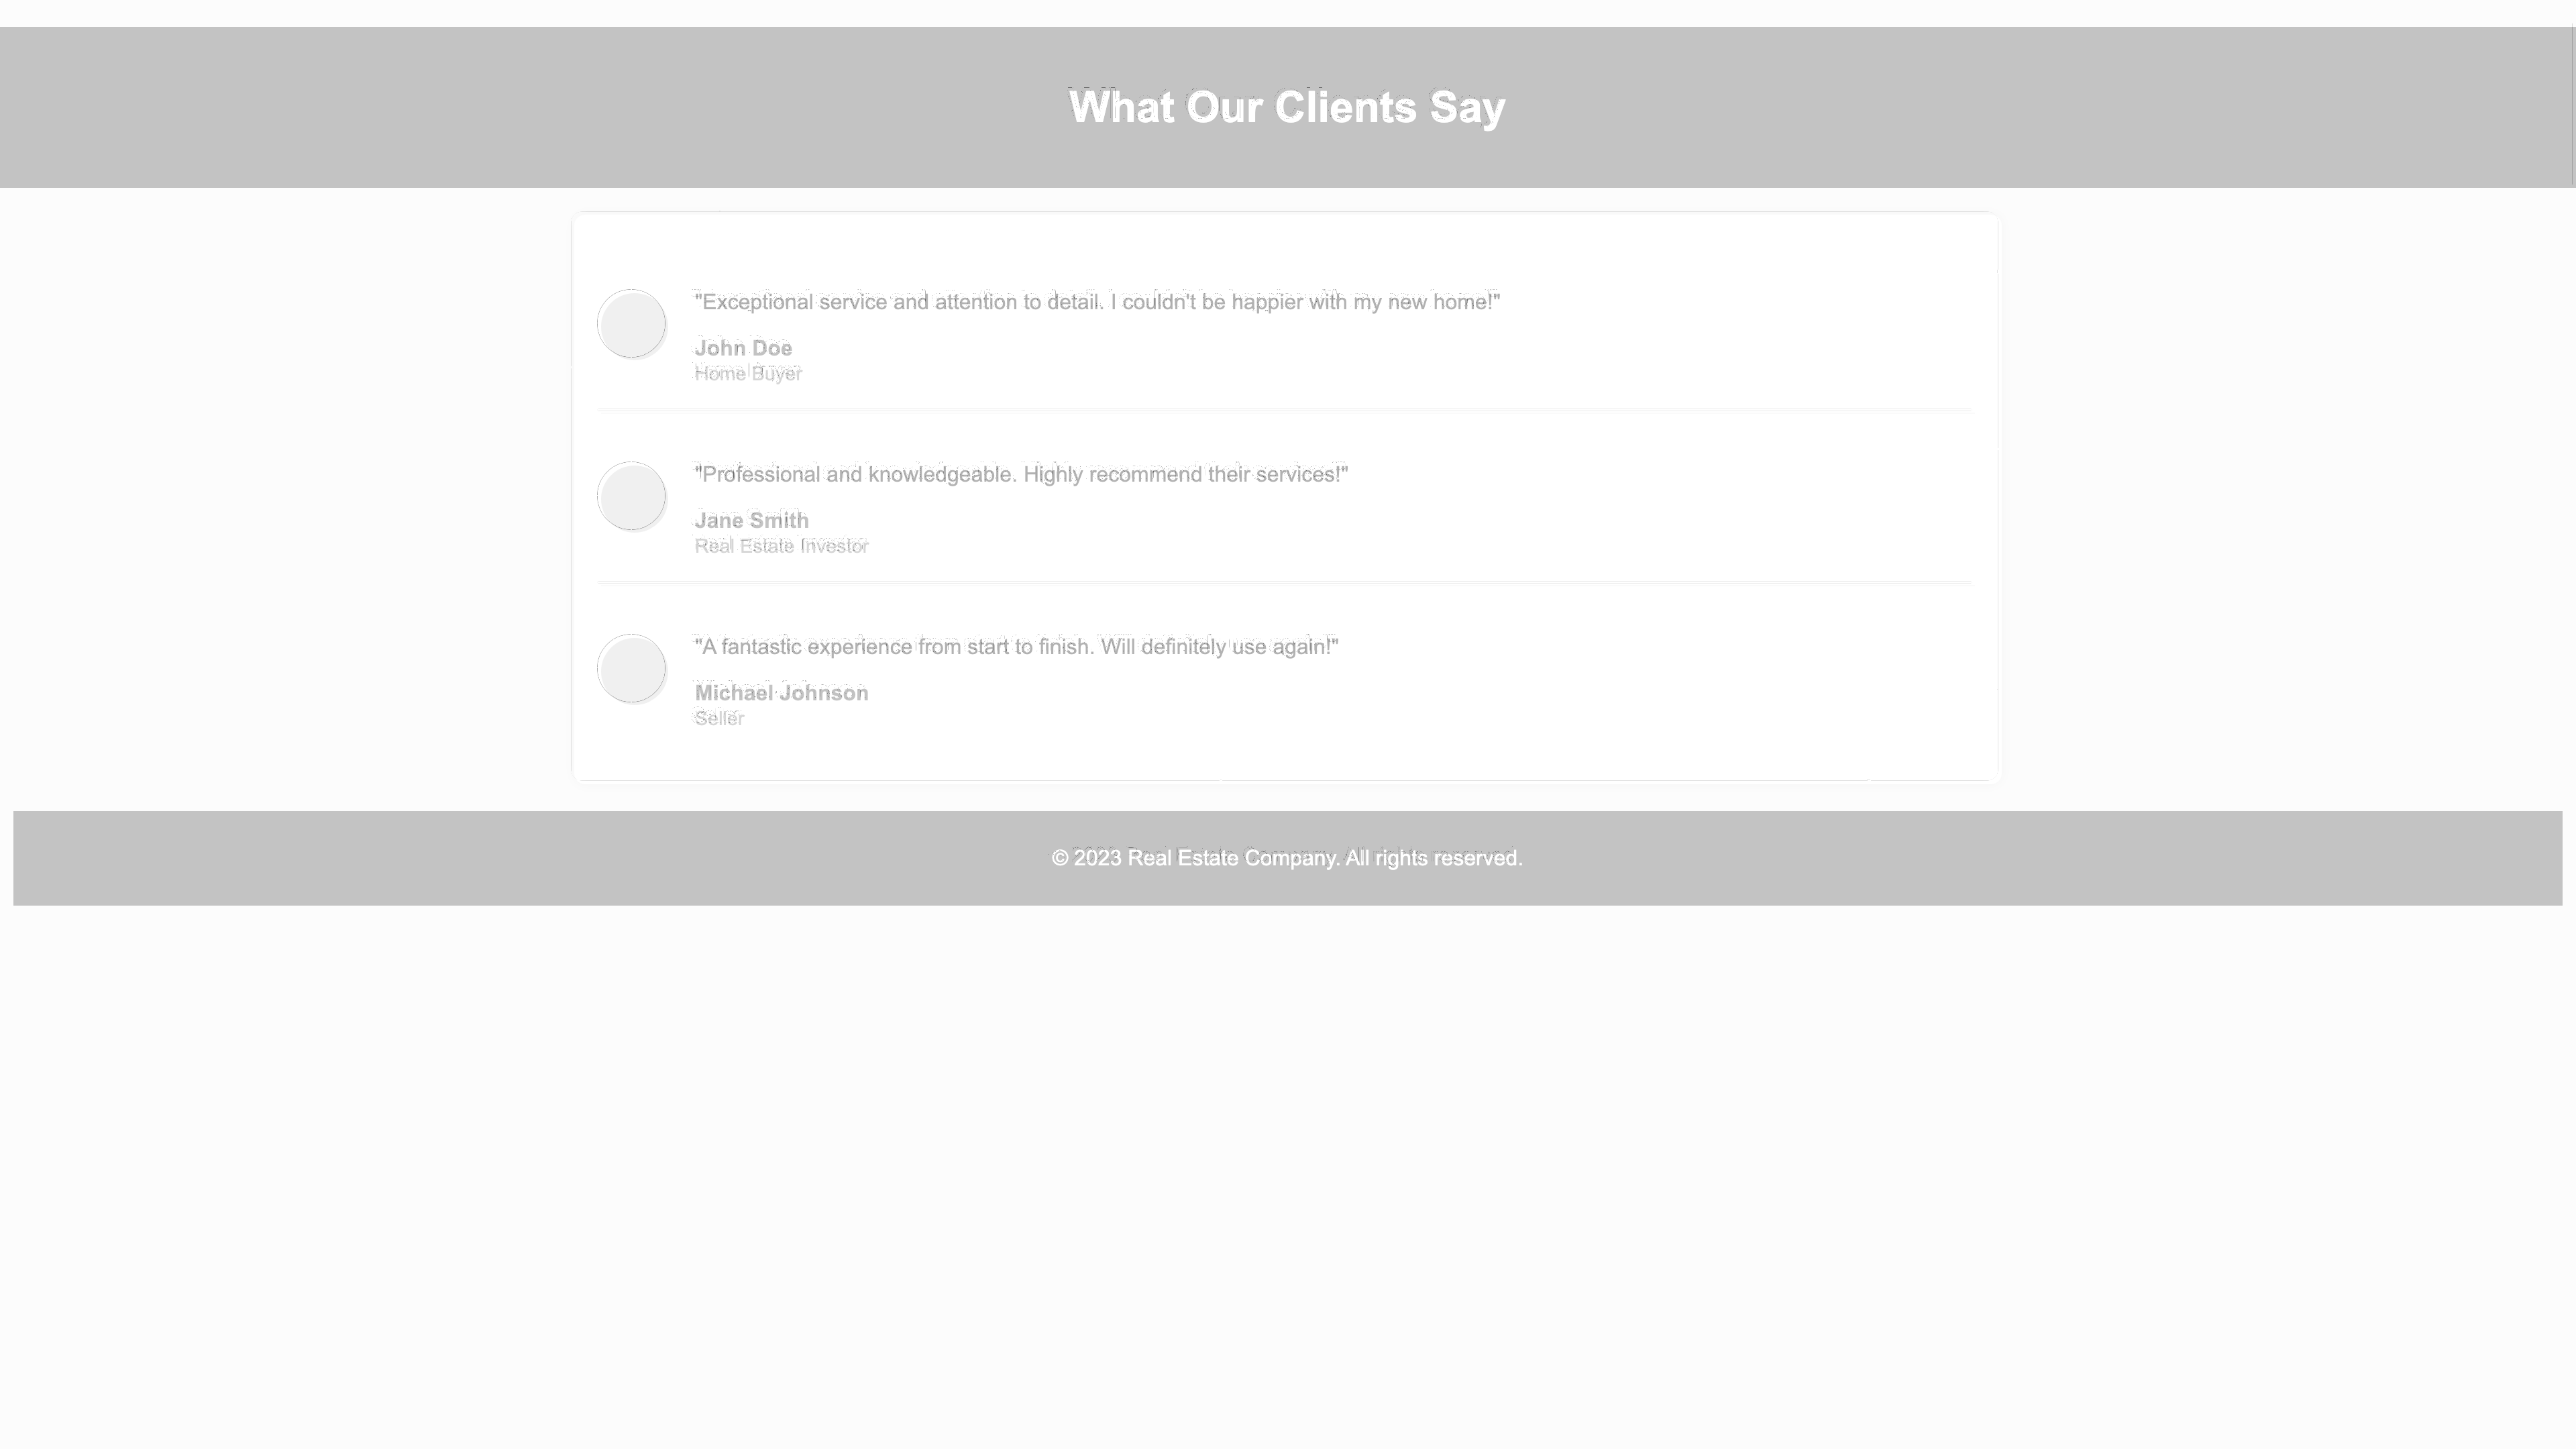 What Our Clients Say
"Exceptional service and attention to detail. I couldn't be happier with my new home!"
John Doe
Home Buyer
"Professional and knowledgeable. Highly recommend their services!"
Jane Smith
Real Estate Investor
"A fantastic experience from start to finish. Will definitely use again!"
Michael Johnson
Seller
© 2023 Real Estate Company. All rights reserved.